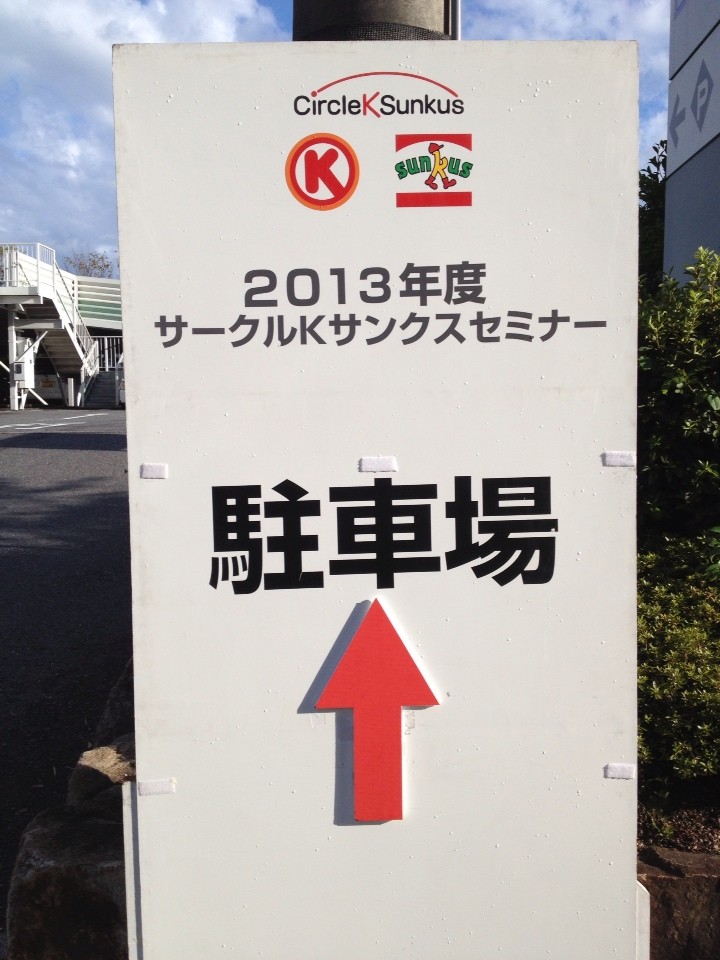 CircleKSunkus
K
sunkus
2013年度
サークルKサンクスセミナー
駐車場
P